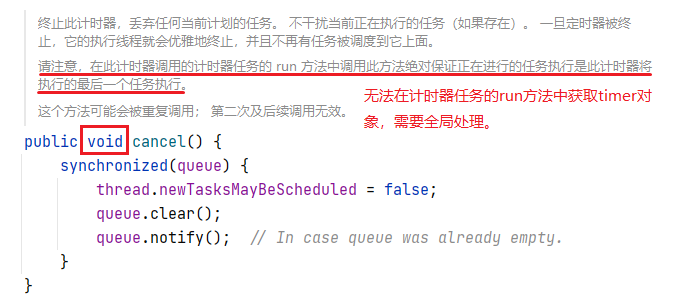 终止此计时器，丢弃任何当前计划的任务。 不干扰当前正在执行的任务（如果存在）。 一旦定时器被终
止，它的执行线程就会优雅地终止，并且不再有任务被调度到它上面。
请注意，在此计时器调用的计时器任务的 run 方法中调用此方法绝对保证正在进行的任务执行是此计时器将
执行的最后一个任务执行。
这个方法可能会被重复调用； 第二次及后续调用无效。
无法在计时器任务的run方法中获取timer对
象，需要全局处理。
public void cancel() {
    synchronized(queue) {
        thread.newTasksMayBeScheduled = false;
        queue.clear();
        queue.notify();  // In case queue was already empty.
    }
}